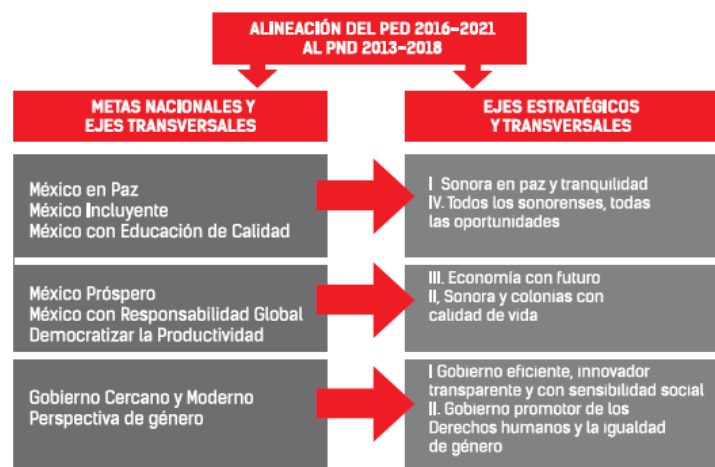 ALINEACIÓN DEL PED 2016–2021
AL PND 2013–2018
METAS NACIONALES Y
EJES TRANSVERSALES
EJES ESTRATÉGICOS
Y TRANSVERSALES
México en Paz
México Incluyente
México con Educación de Calidad
I Sonora en paz y tranquilidad
IV. Todos los sonorenses, todas
las oportunidades
México Próspero
México con Responsabilidad Global
Democratizar la Productividad
III. Economía con futuro
II, Sonora y colonias con
calidad de vida
Gobierno Cercano y Moderno
Perspectiva de género
I Gobierno eficiente, innovador
transparente y con sensibilidad social
II. Gobierno promotor de los
Derechos humanos y la igualdad
de género